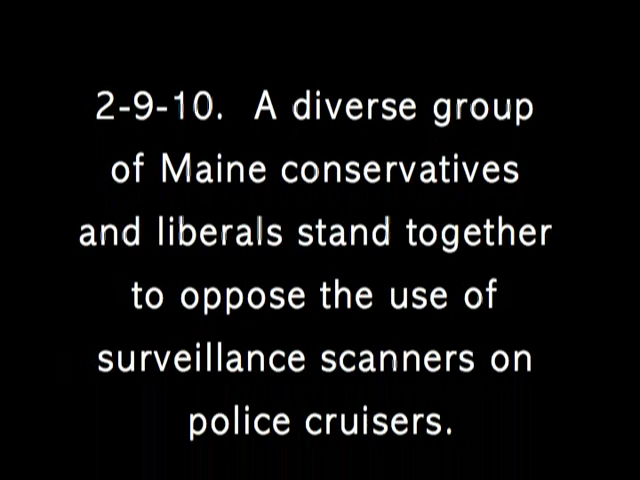 2-9-10. A diverse group
of Maine conservatives
and liberals stand together
to oppose the use of
surveillance scanners on
police cruisers.